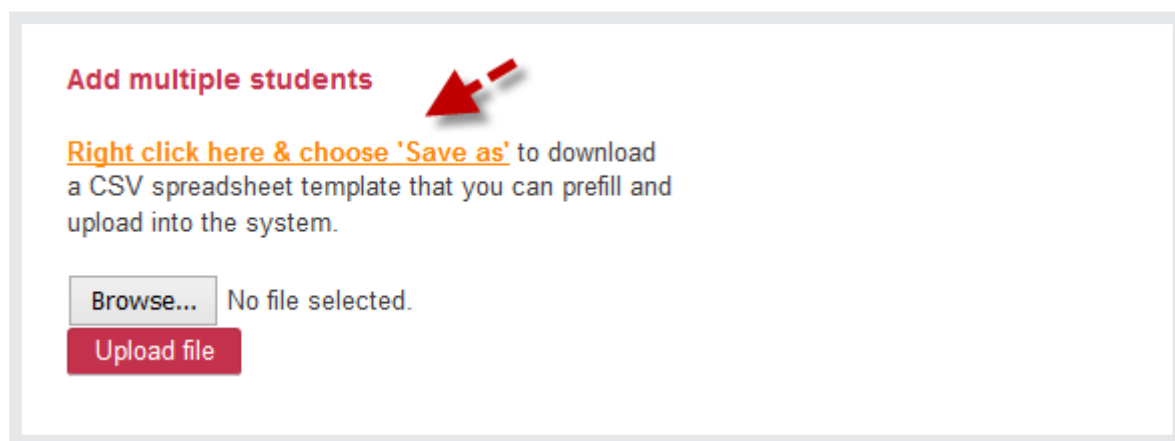 Add multiple students
Right click here & choose 'Save as' to download
a CSV spreadsheet template that you can prefill and
upload into the system.
Browse... No file selected.
Upload file